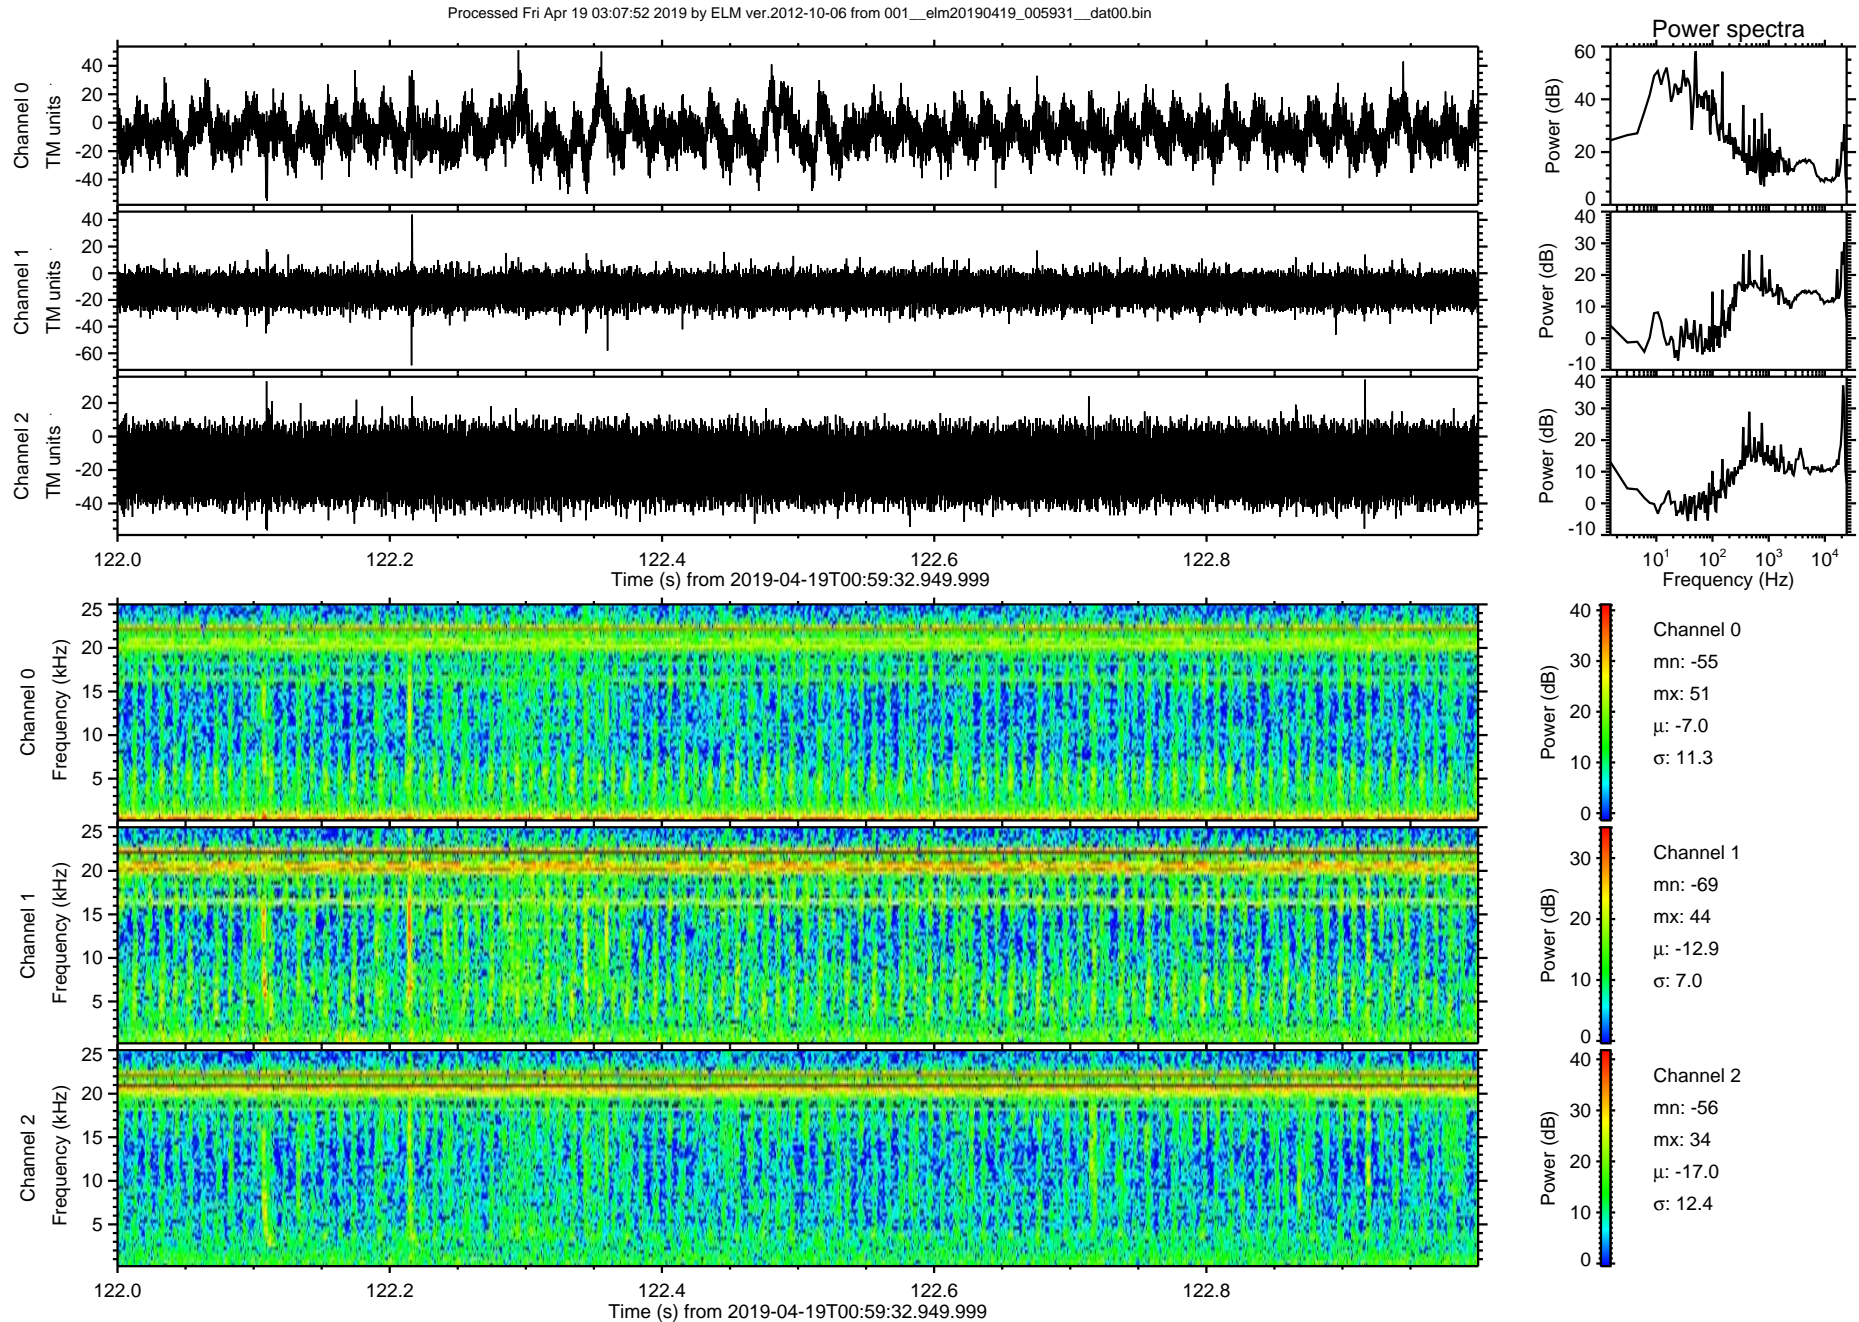 Processed Fri Apr 19 03:07:52 2019 by ELM ver.2012-10-06 from 001__elm20190419_005931__dat00.bin
Power spectra
Channel 0
TM units
40
20
0
-20
-40
Power (dB)
60
40
20
0
Channel 1
TM units
40
20
0
-20
-40
-60
Power (dB)
40
30
20
10
0
-10
Channel 2
TM units
20
0
-20
-40
Power (dB)
40
30
20
10
0
-10
122.0 122.2 122.4 122.6 122.8
Time (s) from 2019-04-19T00:59:32.949.999
10¹ 10² 10³ 10⁴
Frequency (Hz)
Channel 0
Frequency (kHz)
25
20
15
10
5
Power (dB)
40
30
20
10
0
Channel 0
mn: -55
mx: 51
μ: -7.0
σ: 11.3
Channel 1
Frequency (kHz)
25
20
15
10
5
Power (dB)
30
20
10
0
Channel 1
mn: -69
mx: 44
μ: -12.9
σ: 7.0
Channel 2
Frequency (kHz)
25
20
15
10
5
Power (dB)
40
30
20
10
0
Channel 2
mn: -56
mx: 34
μ: -17.0
σ: 12.4
122.0 122.2 122.4 122.6 122.8
Time (s) from 2019-04-19T00:59:32.949.999